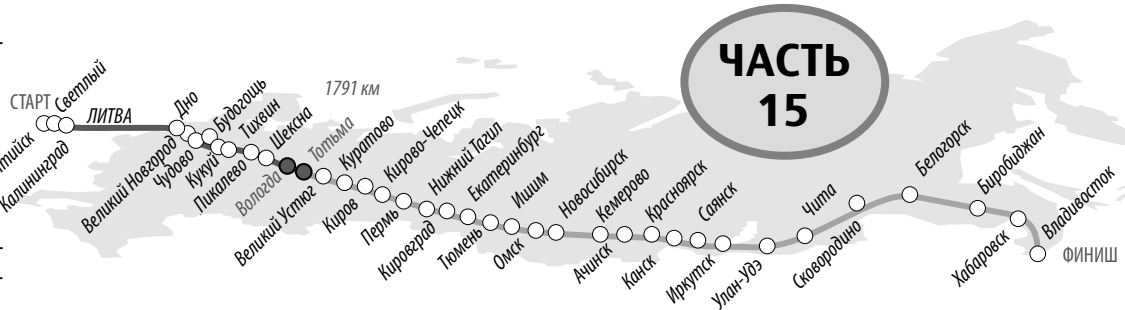 ЧАСТЬ
15
1791 км
СТАРТ
Светлый
ЛИТВА
тийск
Калининград
Дно
Великий Новгород
Чудово
Будогощь
Кукуй
Тихвин
Пикалево
Шексна
Вологда
Тотьма
Великий Устюг
Куратово
Киров
Кирово-Чепецк
Пермь
Нижний Тагил
Кировград
Екатеринбург
Тюмень
Ишим
Омск
Новосибирск
Кемерово
Ачинск
Красноярск
Канск
Саянск
Иркутск
Улан-Удэ
Чита
Сковородино
Белогорск
Биробиджан
Хабаровск
Владивосток
ФИНИШ